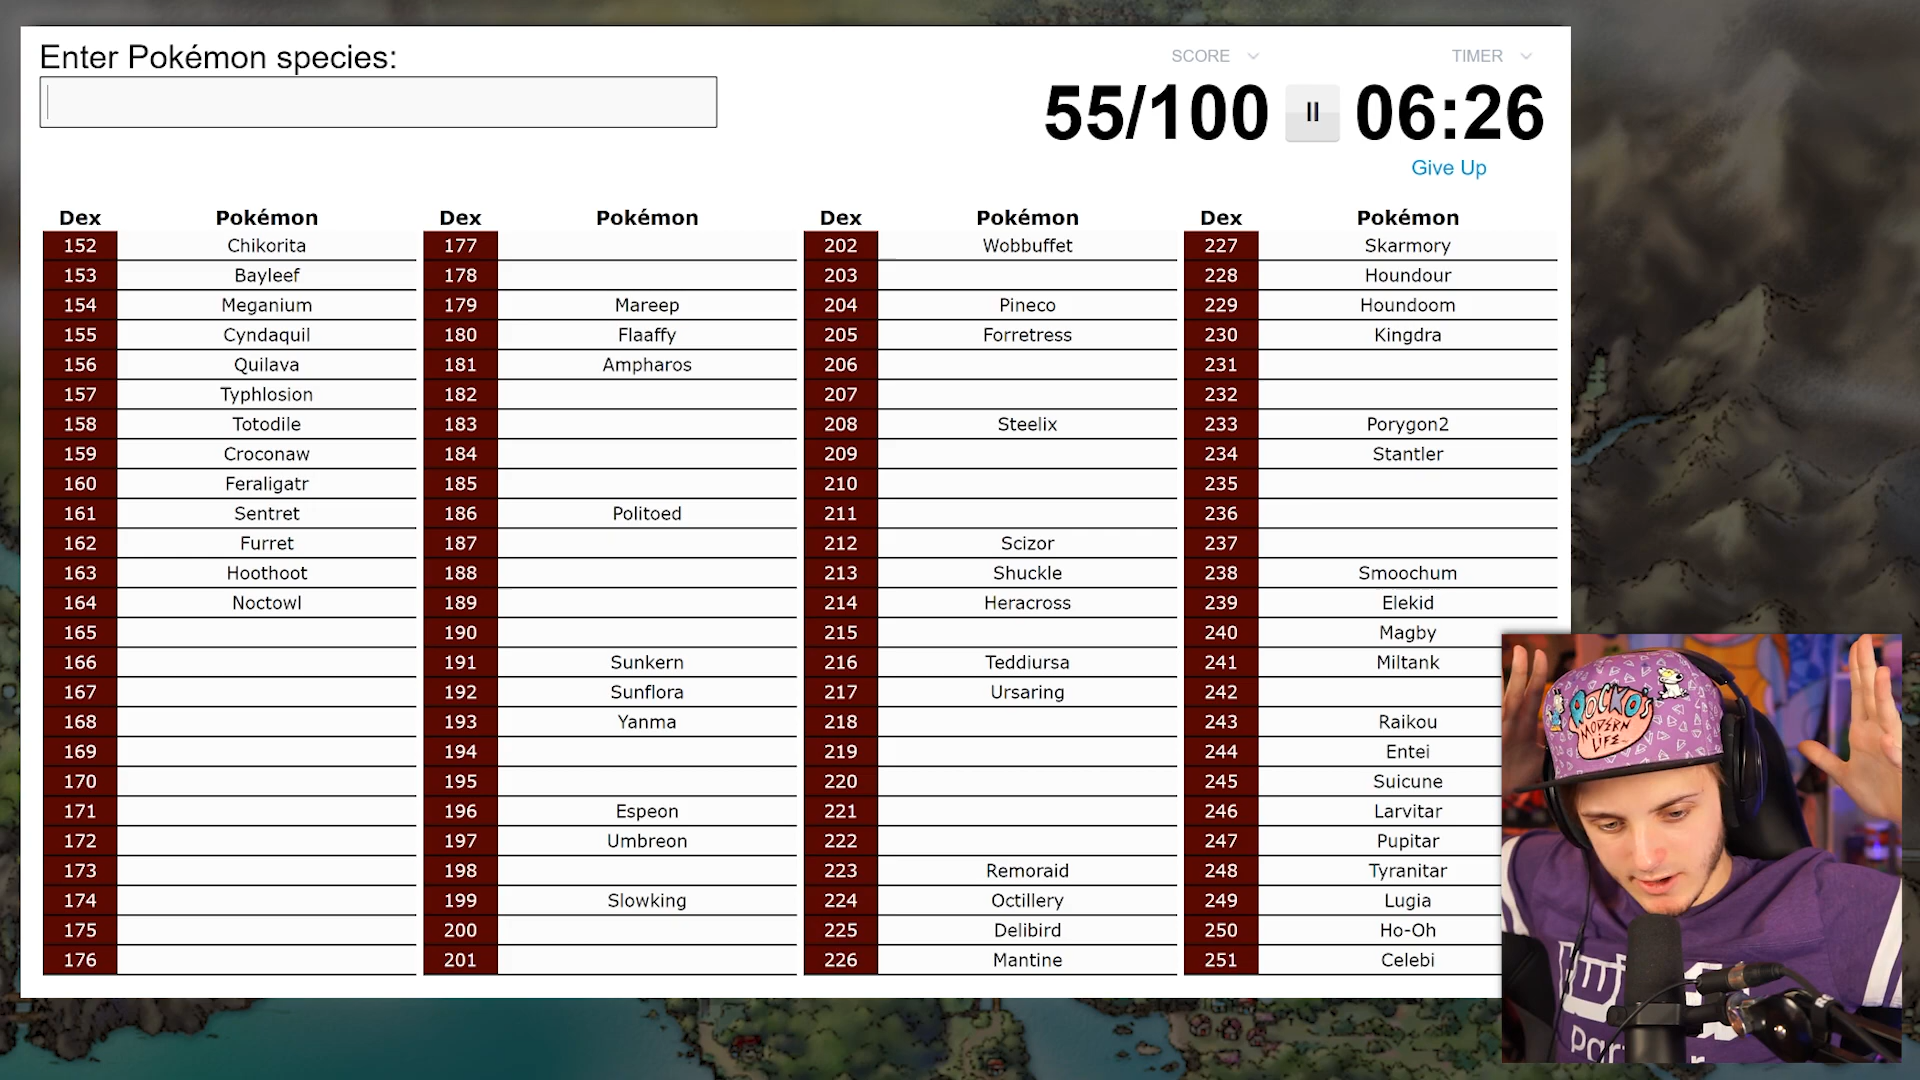 Enter Pokémon species:
SCORE
TIMER
55/100
06:26
Give Up
Dex Pokémon Dex Pokémon Dex Pokémon Dex Pokémon
152 Chikorita 177 202 Wobbuffet 227 Skarmory
153 Bayleef 178 203 228 Houndour
154 Meganium 179 Mareep 204 Pineco 229 Houndoom
155 Cyndaquil 180 Flaaffy 205 Forretress 230 Kingdra
156 Quilava 181 Ampharos 206 231
157 Typhlosion 182 207 232
158 Totodile 183 208 Steelix 233 Porygon2
159 Croconaw 184 209 234 Stantler
160 Feraligatr 185 210 235
161 Sentret 186 Politoed 211 236
162 Furret 187 212 Scizor 237
163 Hoothoot 188 213 Shuckle 238 Smoochum
164 Noctowl 189 214 Heracross 239 Elekid
165 190 215 240 Magby
166 191 Sunkern 216 Teddiursa 241 Miltank
167 192 Sunflora 217 Ursaring 242
168 193 Yanma 218 243 Raikou
169 194 219 244 Entei
170 195 220 245 Suicune
171 196 Espeon 221 246 Larvitar
172 197 Umbreon 222 247 Pupitar
173 198 223 Remoraid 248 Tyranitar
174 199 Slowking 224 Octillery 249 Lugia
175 200 225 Delibird 250 Ho-Oh
176 201 226 Mantine 251 Celebi
ROCKO'S
MODERN
LIFE